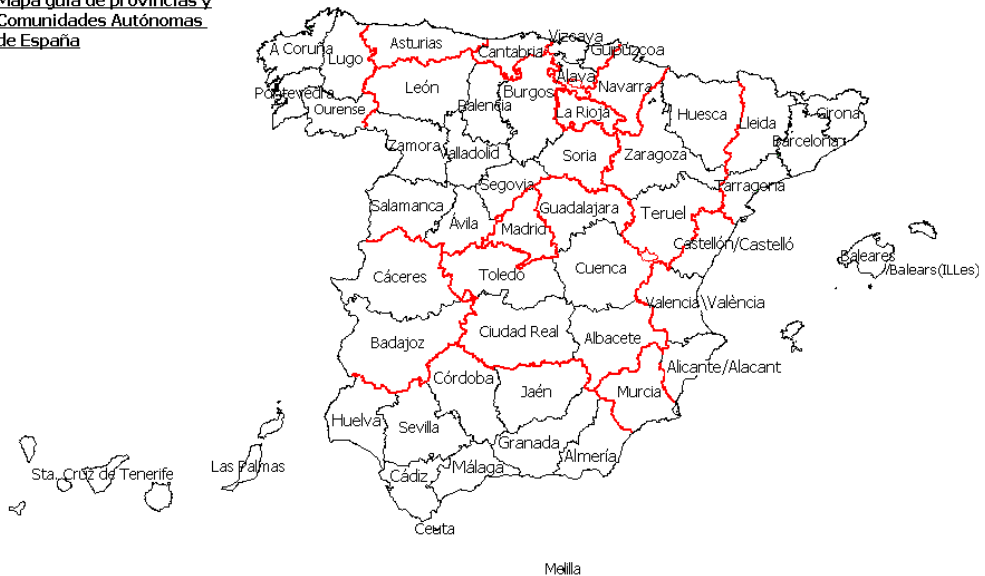 Mapa guía de provincias y
Comunidades Autónomas
de España
Vizcaya
A Coruña
Lugo
Asturias
Cantabria
Guipúzcoa
Álava
Navarra
León
Burgos
Pontevedra
Ourense
Palencia
La Rioja
Huesca
Lleida
Girona
Barcelona
Zamora
Valladolid
Soria
Zaragoza
Segovia
Tarragona
Salamanca
Ávila
Madrid
Guadalajara
Teruel
Castellón/Castelló
Baleares
/Balears(ILLes)
Cáceres
Toledo
Cuenca
Valencia\València
Badajoz
Ciudad Real
Albacete
Alicante/Alacant
Córdoba
Jaén
Murcia
Huelva
Sevilla
Granada
Almería
Sta. Cruz de Tenerife
Las Palmas
Cádiz
Málaga
Ceuta
Melilla